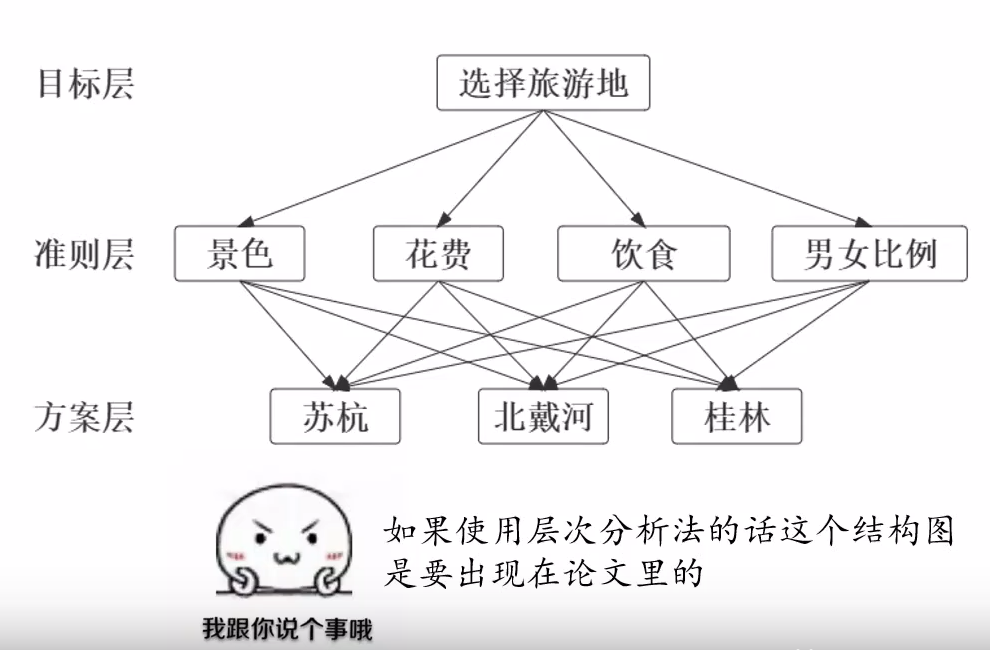 目标层
选择旅游地
准则层
景色
花费
饮食
男女比例
方案层
苏杭
北戴河
桂林
如果使用层次分析法的话这个结构图
是要出现在论文里的
我跟你说个事哦